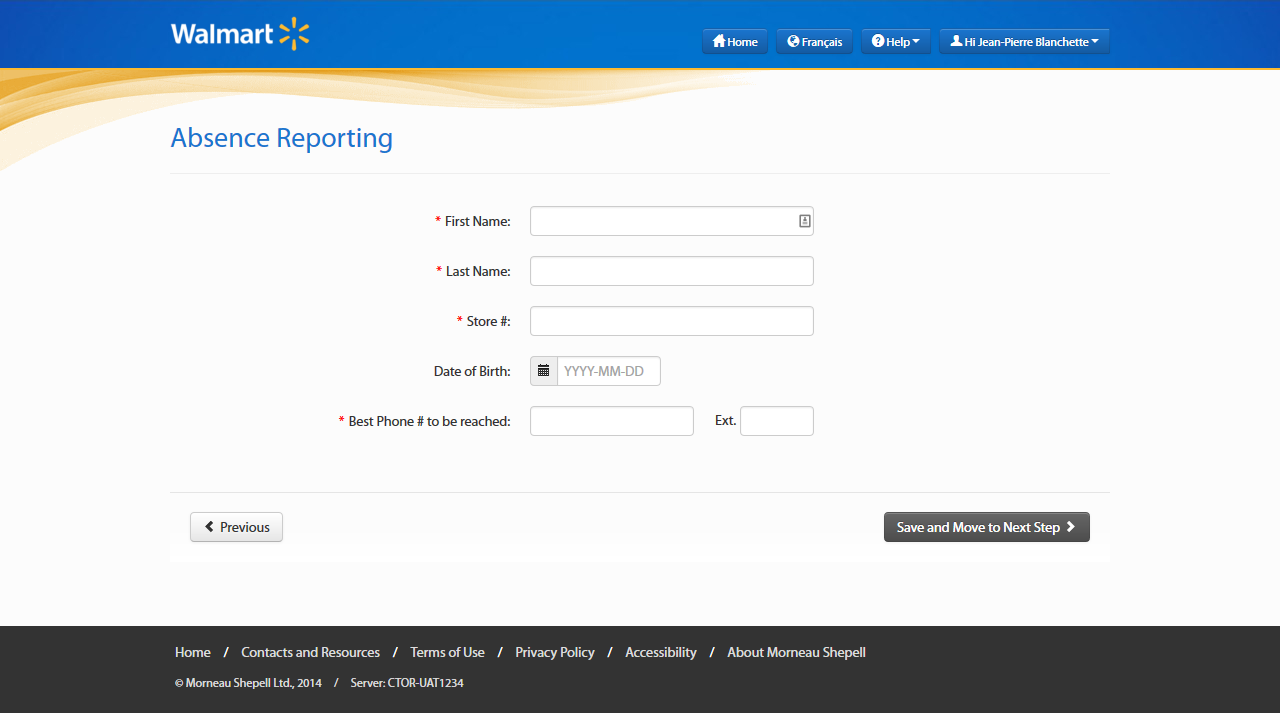 Walmart
Home Français Help Hi Jean-Pierre Blanchette
Absence Reporting
* First Name:
* Last Name:
* Store #:
Date of Birth: YYYY-MM-DD
* Best Phone # to be reached: Ext.
Previous Save and Move to Next Step
Home / Contacts and Resources / Terms of Use / Privacy Policy / Accessibility / About Morneau Shepell
© Morneau Shepell Ltd., 2014 / Server: CTOR-UAT1234